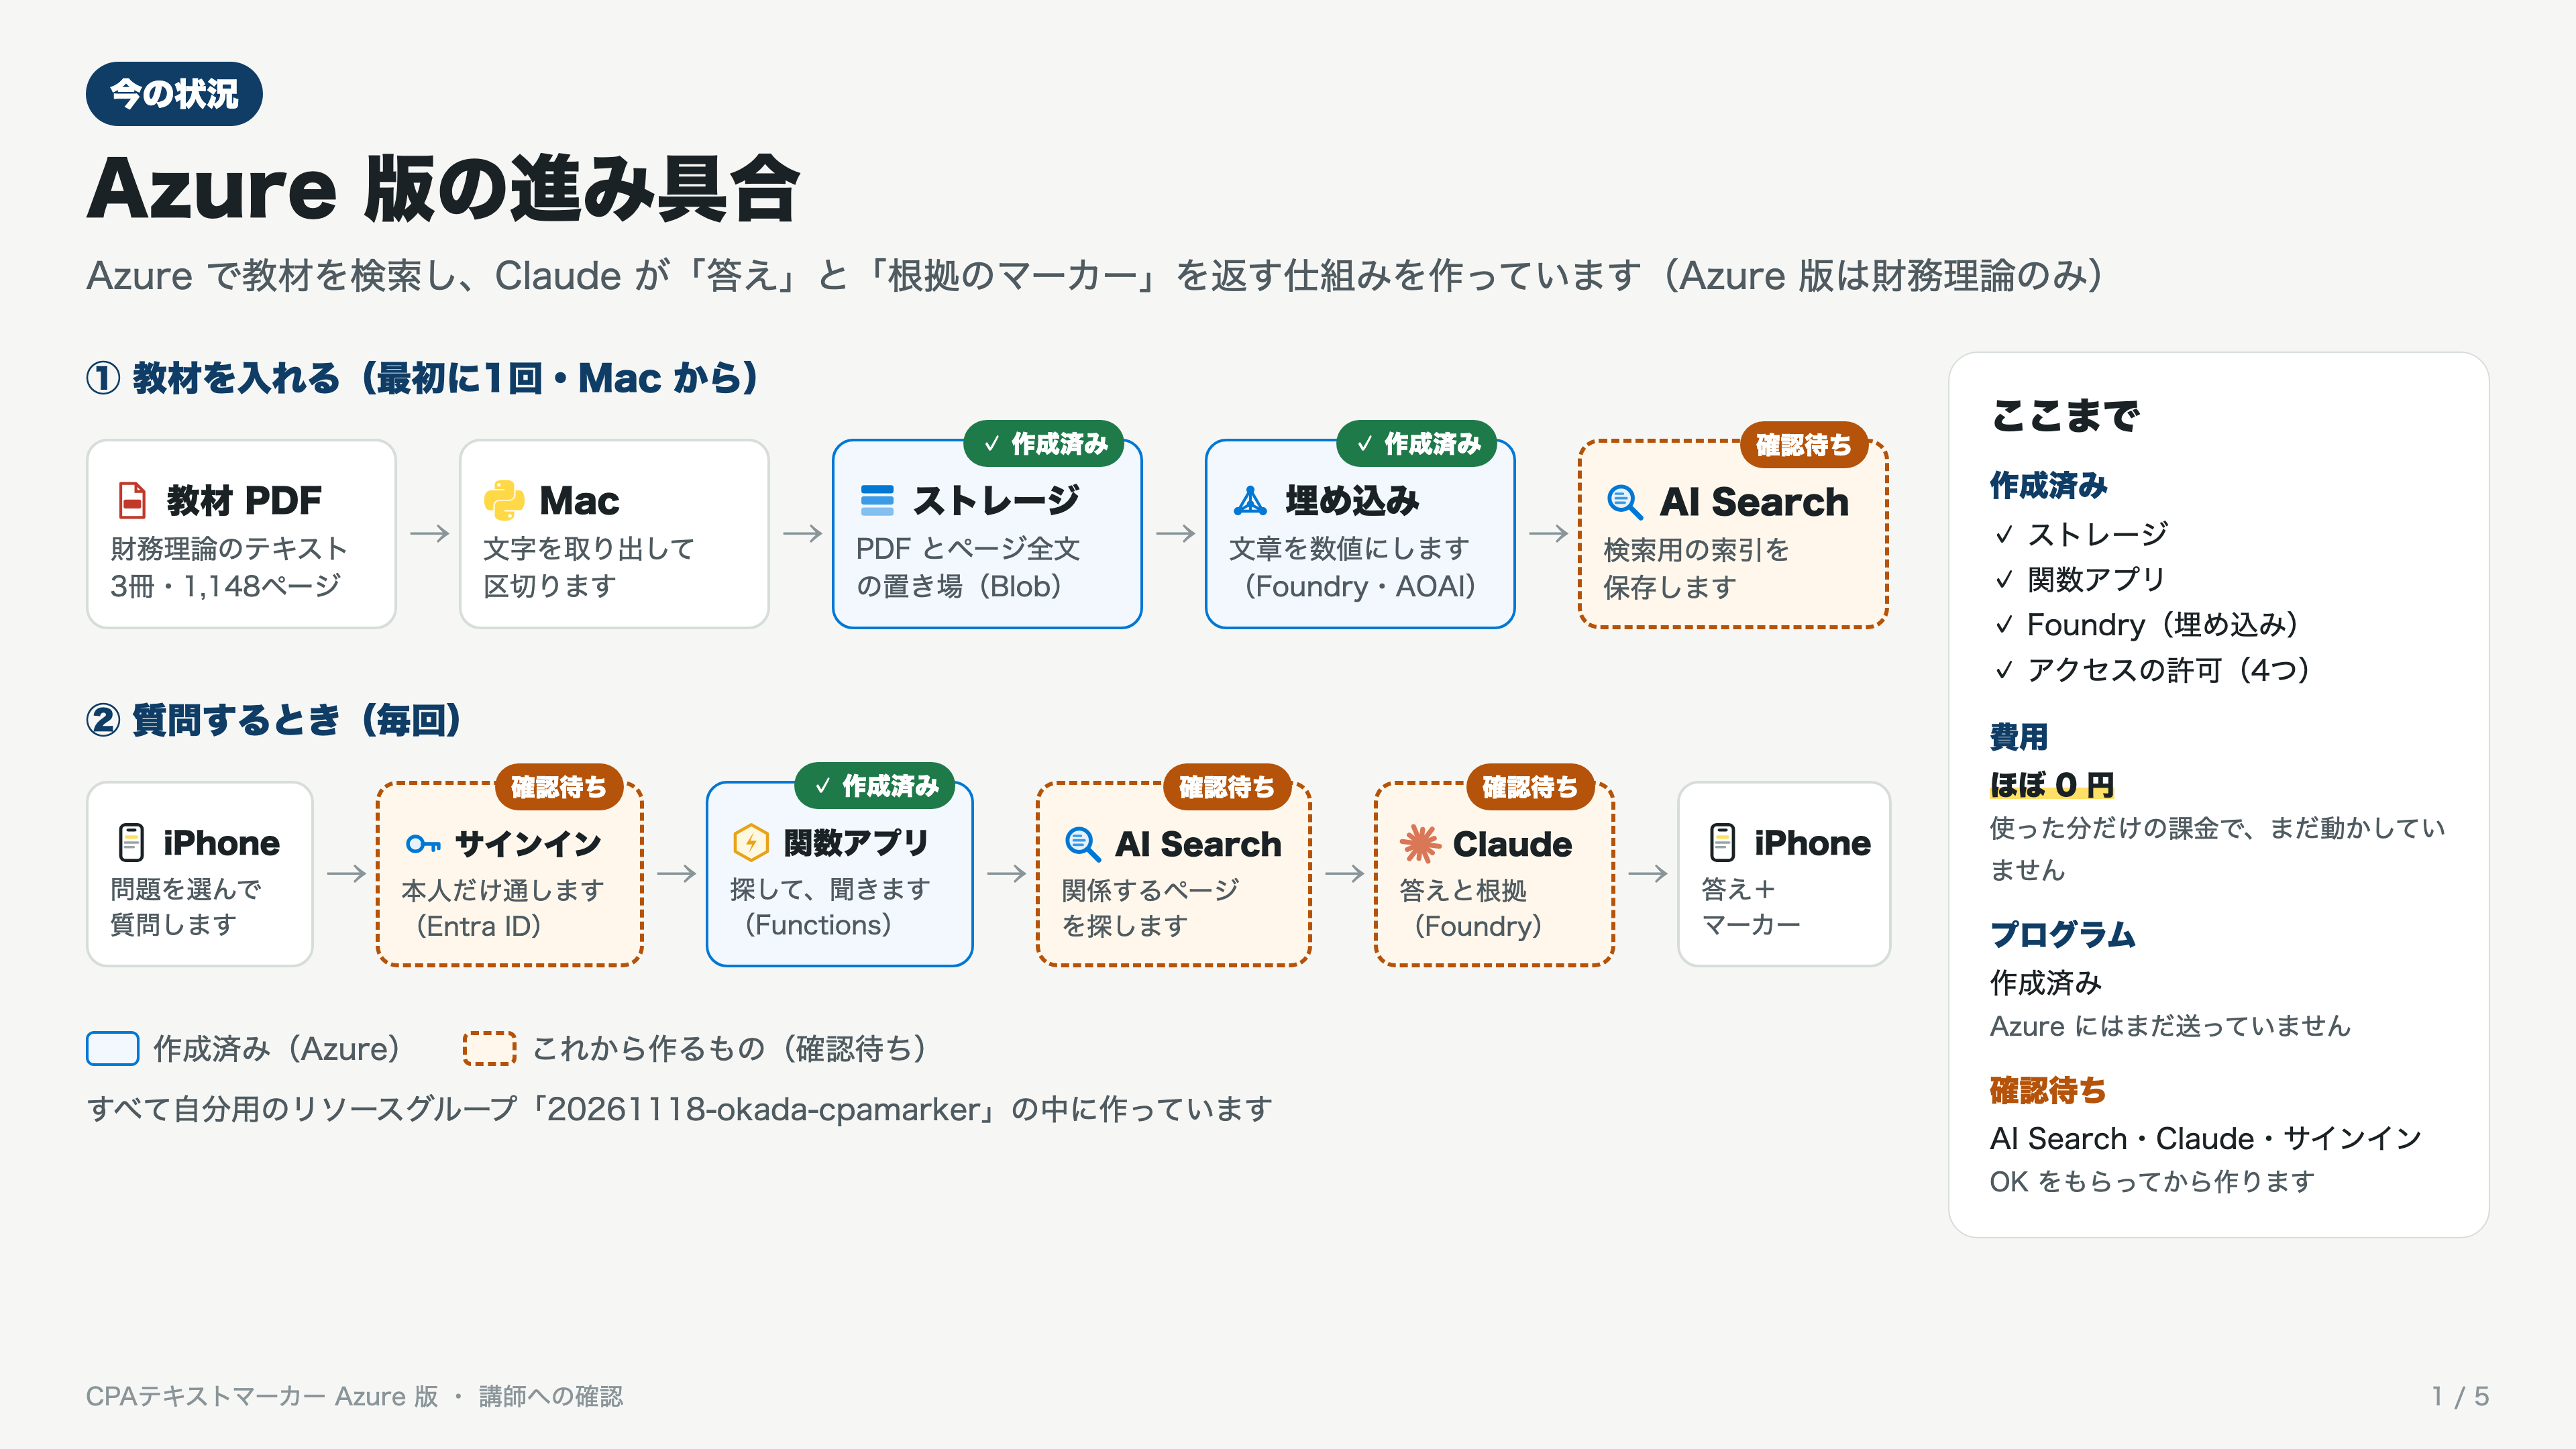 今の状況
Azure 版の進み具合
Azure で教材を検索し、Claude が「答え」と「根拠のマーカー」を返す仕組みを作っています（Azure 版は財務理論のみ）
① 教材を入れる（最初に1回・Mac から）
教材 PDF
財務理論のテキスト
3冊・1,148ページ
→
Mac
文字を取り出して
区切ります
→
✓ 作成済み
ストレージ
PDF とページ全文
の置き場（Blob）
→
✓ 作成済み
埋め込み
文章を数値にします
（Foundry・AOAI）
→
確認待ち
AI Search
検索用の索引を
保存します
② 質問するとき（毎回）
iPhone
問題を選んで
質問します
→
確認待ち
サインイン
本人だけ通します
（Entra ID）
→
✓ 作成済み
関数アプリ
探して、聞きます
（Functions）
→
確認待ち
AI Search
関係するページ
を探します
→
確認待ち
Claude
答えと根拠
（Foundry）
→
iPhone
答え＋
マーカー
作成済み（Azure）
これから作るもの（確認待ち）
すべて自分用のリソースグループ「20261118-okada-cpamarker」の中に作っています
ここまで
作成済み
✓ ストレージ
✓ 関数アプリ
✓ Foundry（埋め込み）
✓ アクセスの許可（4つ）
費用
ほぼ 0 円
使った分だけの課金で、まだ動かしてい
ません
プログラム
作成済み
Azure にはまだ送っていません
確認待ち
AI Search・Claude・サインイン
OK をもらってから作ります
CPAテキストマーカー Azure 版 ・ 講師への確認
1 / 5